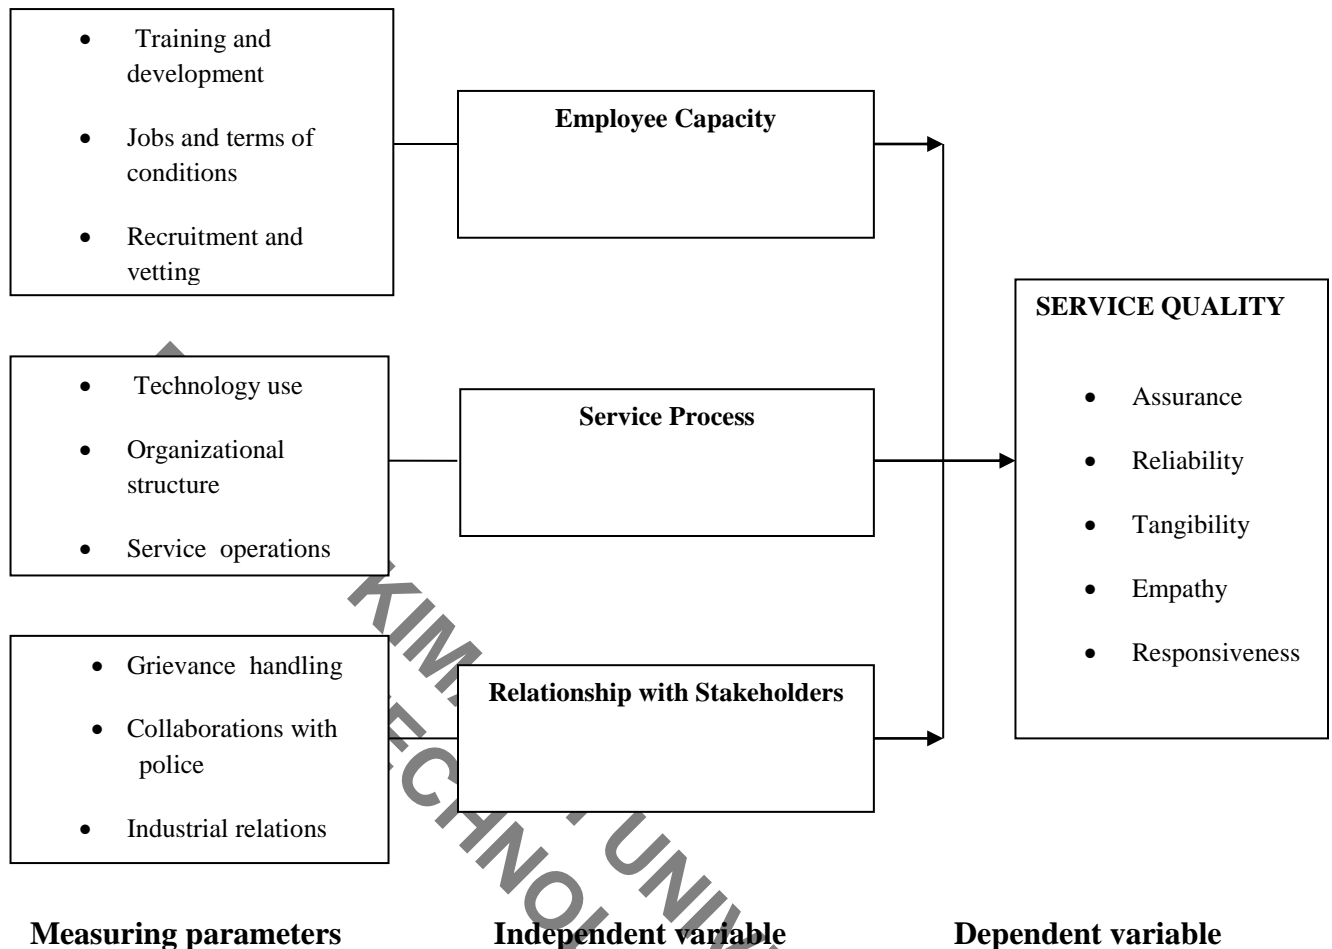 • Training and
development
• Jobs and terms of
conditions
• Recruitment and
vetting
Employee Capacity
• Technology use
• Organizational
structure
• Service operations
Service Process
• Grievance handling
• Collaborations with
police
• Industrial relations
Relationship with Stakeholders
SERVICE QUALITY
• Assurance
• Reliability
• Tangibility
• Empathy
• Responsiveness
Measuring parameters
Independent variable
Dependent variable